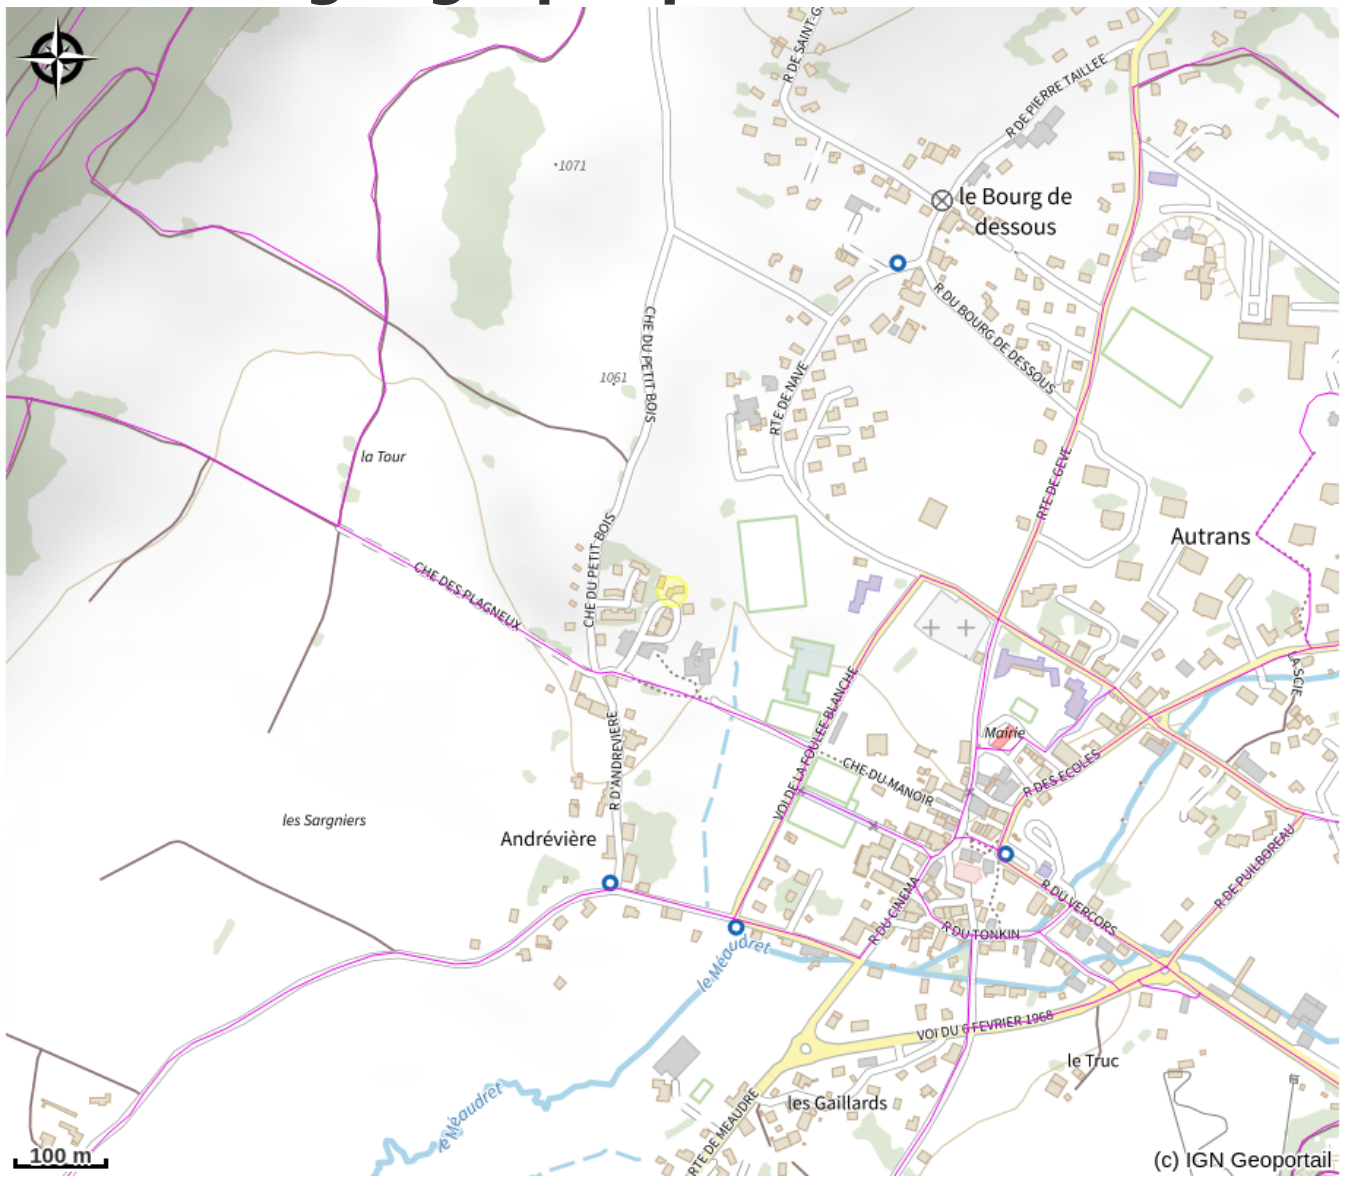 R DE SAINT-G
R DE PIERRE TAILLEE
1071
le Bourg de
dessous
R DU BOURG DE DESSOUS
CHE DU PETIT BOIS
1061
RTE DE NAVE
la Tour
RTE DE GEVE
Autrans
CHE DU PETIT BOIS
CHE DES PLAGNEUX
LA SCIE
VOI DE LA FOULEE BLANCHE
R D'ANDREVIERE
Mairie
CHE DU MANOIR
R DES ECOLES
les Sargniers
Andrévière
R DE PUILBOREAU
R DU CINEMA
R DU VERCORS
R DU TONKIN
le Méaudret
VOI DU 6 FEVRIER 1968
le Truc
les Gaillards
le Méaudret
RTE DE MEAUDRE
100 m
(c) IGN Geoportail